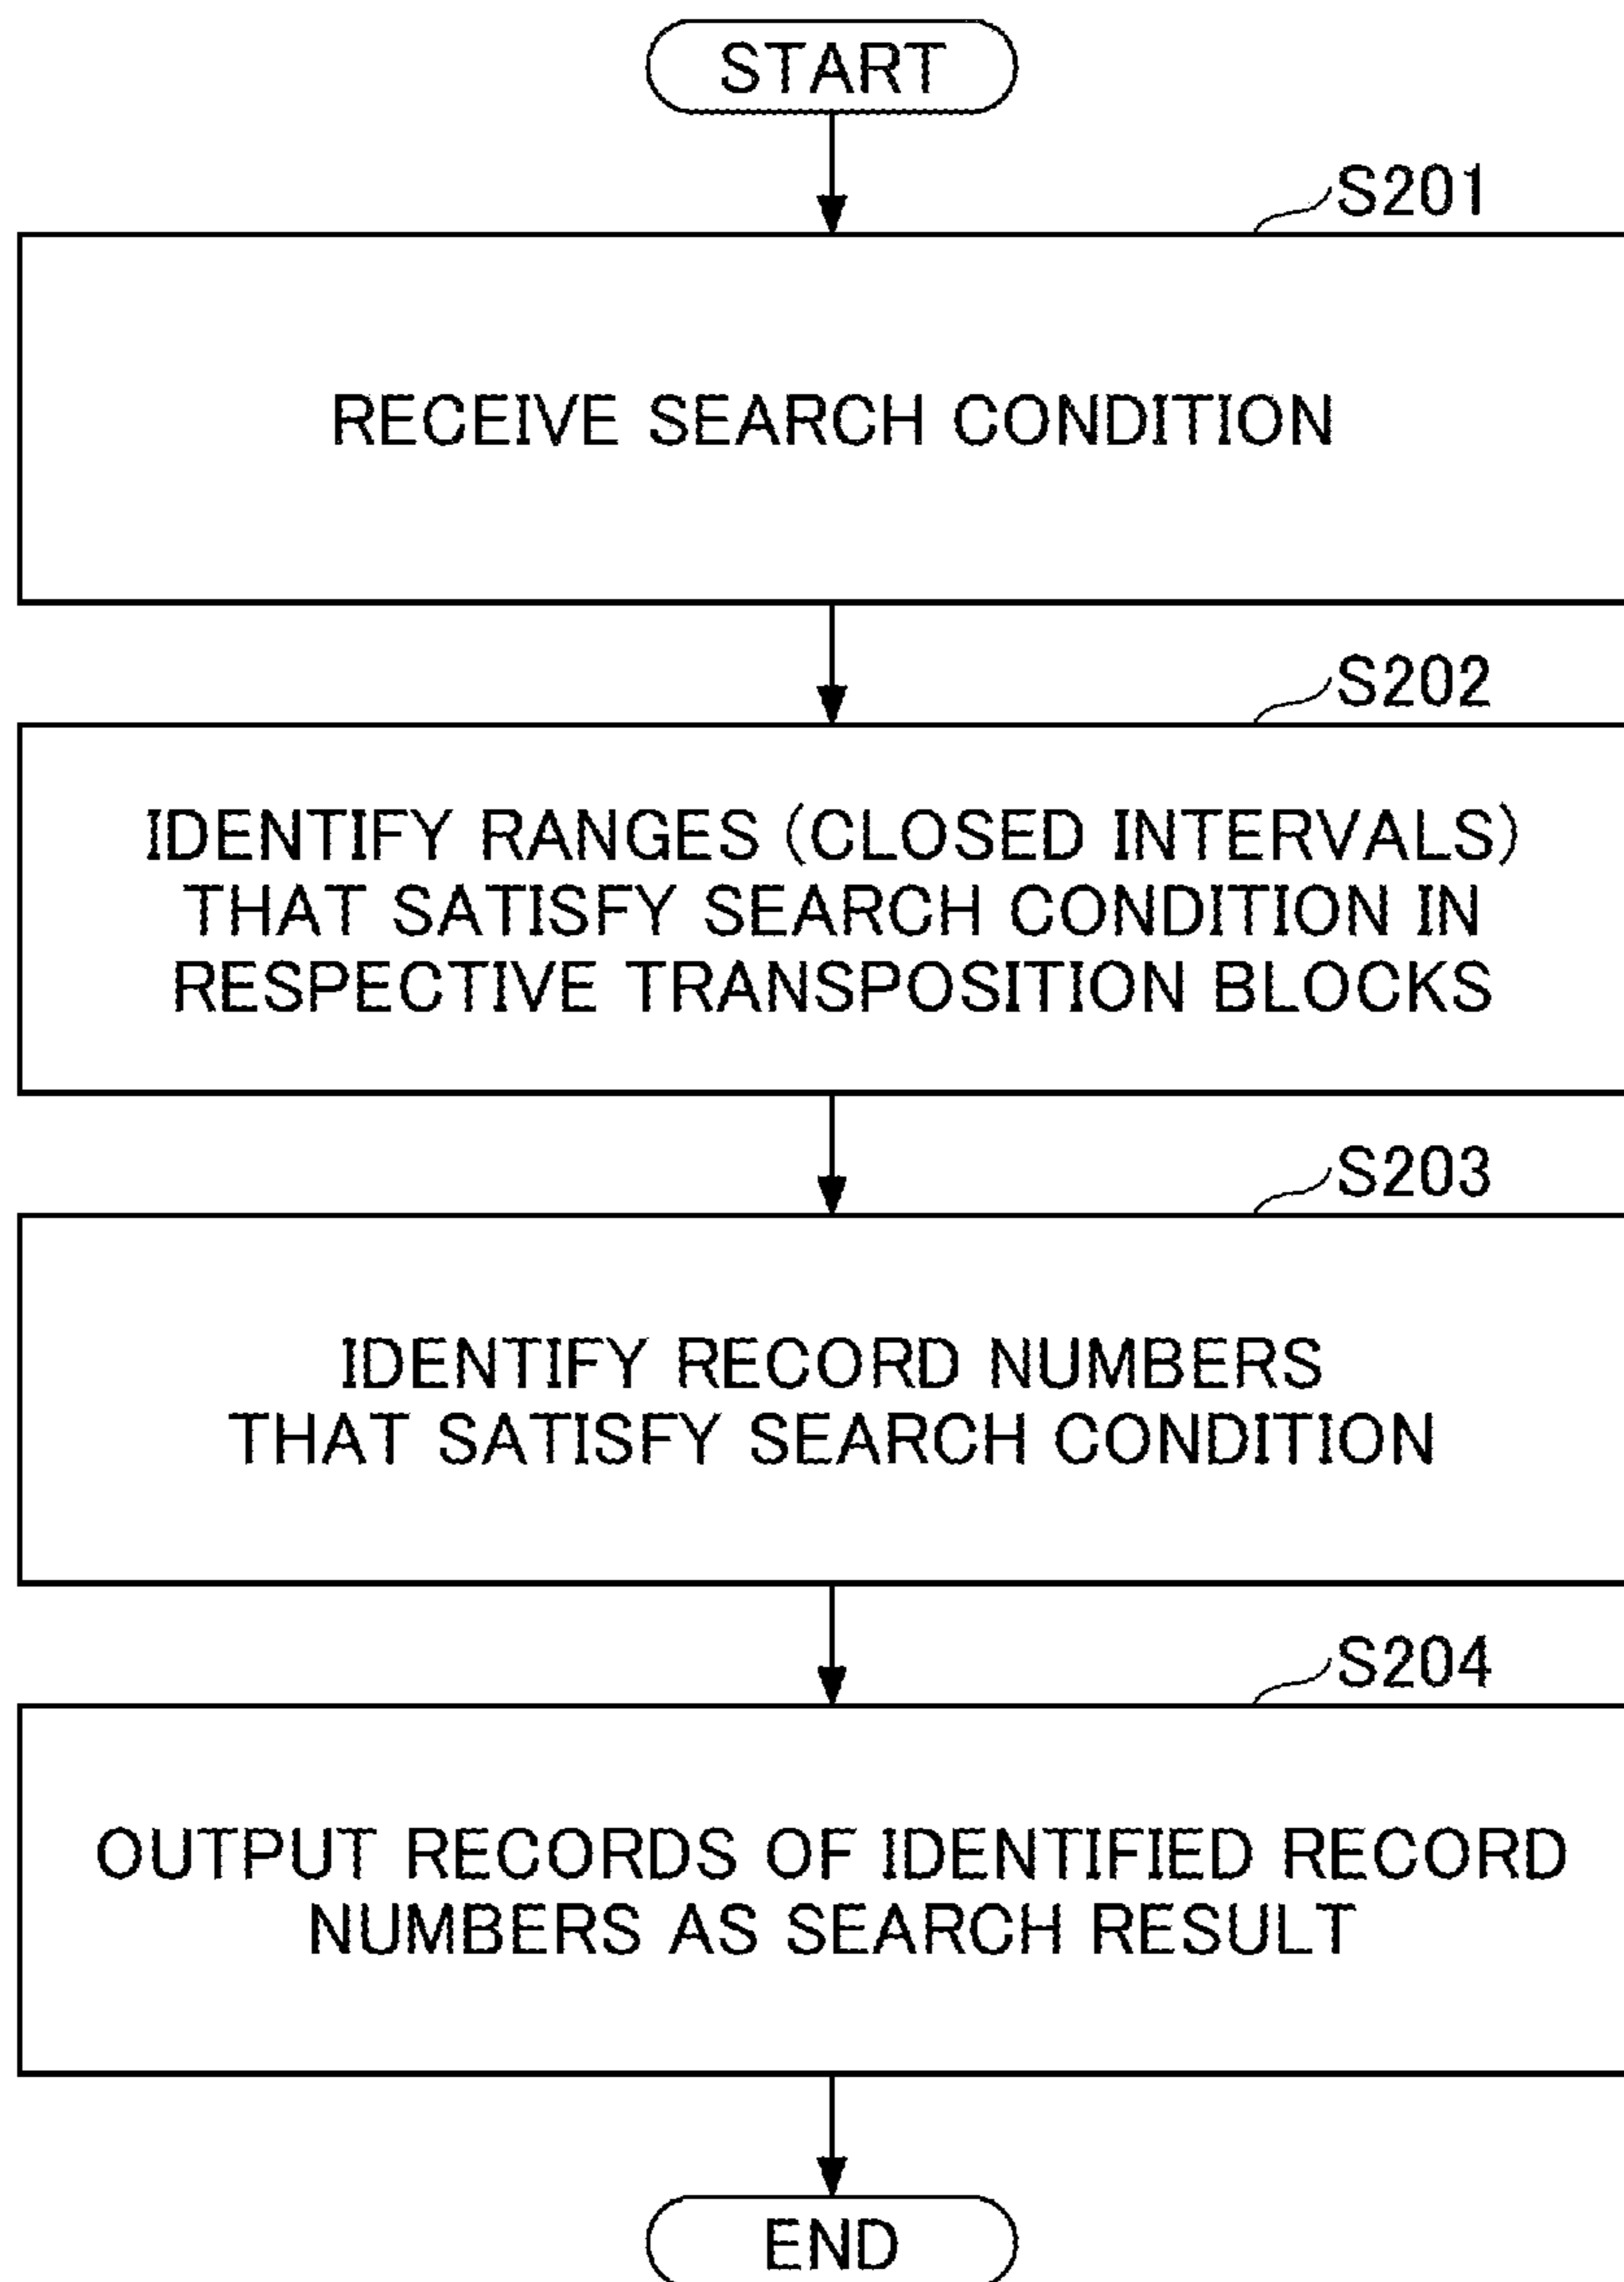 START
S201
RECEIVE SEARCH CONDITION
S202
IDENTIFY RANGES (CLOSED INTERVALS)
THAT SATISFY SEARCH CONDITION IN
RESPECTIVE TRANSPOSITION BLOCKS
S203
IDENTIFY RECORD NUMBERS
THAT SATISFY SEARCH CONDITION
S204
OUTPUT RECORDS OF IDENTIFIED RECORD
NUMBERS AS SEARCH RESULT
END